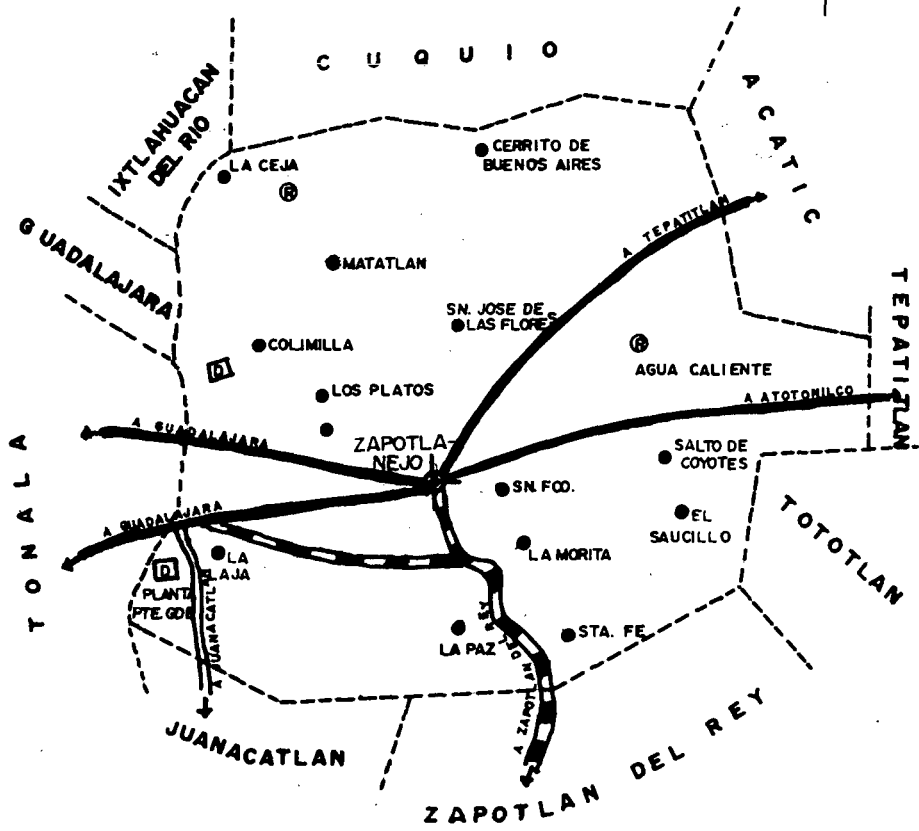 CUQUIO
IXTLAHUACAN
DEL RIO
ACATIC
CERRITO DE
BUENOS AIRES
LA CEJA
R
A TEPATITLAN
GUADALAJARA
MATATLAN
TEPATITLAN
SN. JOSE DE
LAS FLORES
COLIMILLA
R
AGUA CALIENTE
D
LOS PLATOS
A ATOTONILCO
A GUADALAJARA
ZAPOTLA-
NEJO
SALTO DE
COYOTES
TONALA
SN. FCO.
A GUADALAJARA
EL
SAUCILLO
TOTOTLAN
LA MORITA
LA
LAJA
D
PLANTA
PTE. GDE
A JUANACATLAN
LA PAZ
STA. FE
A ZAPOTLAN DEL REY
JUANACATLAN
ZAPOTLAN DEL REY